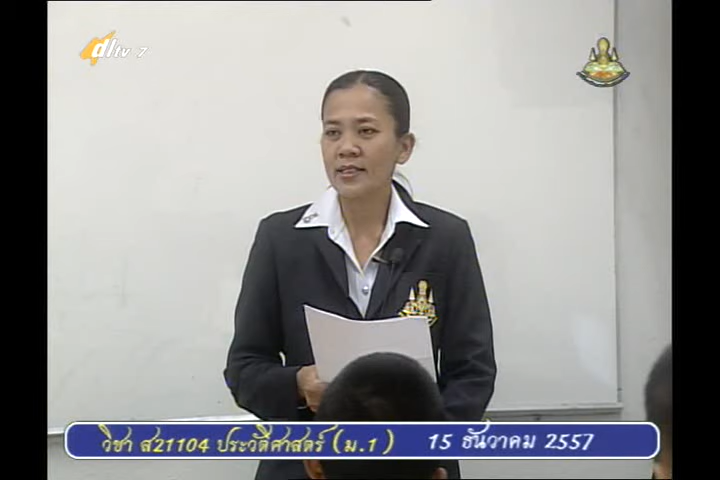 dltv 7
วิชา ส21104 ประวัติศาสตร์ (ม.1) 15 ธันวาคม 2557